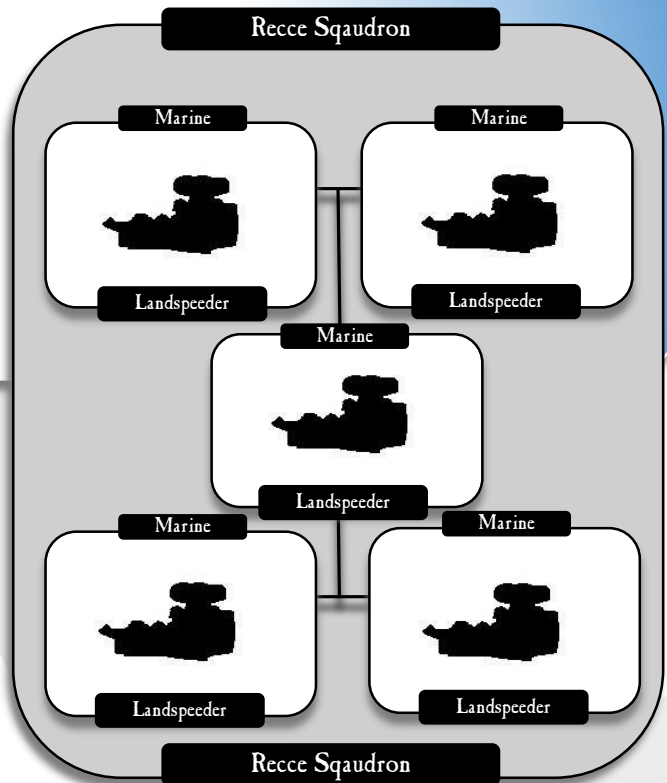 Recce Sqaudron
Marine
Marine
Landspeeder
Landspeeder
Marine
Landspeeder
Marine
Marine
Landspeeder
Landspeeder
Recce Sqaudron